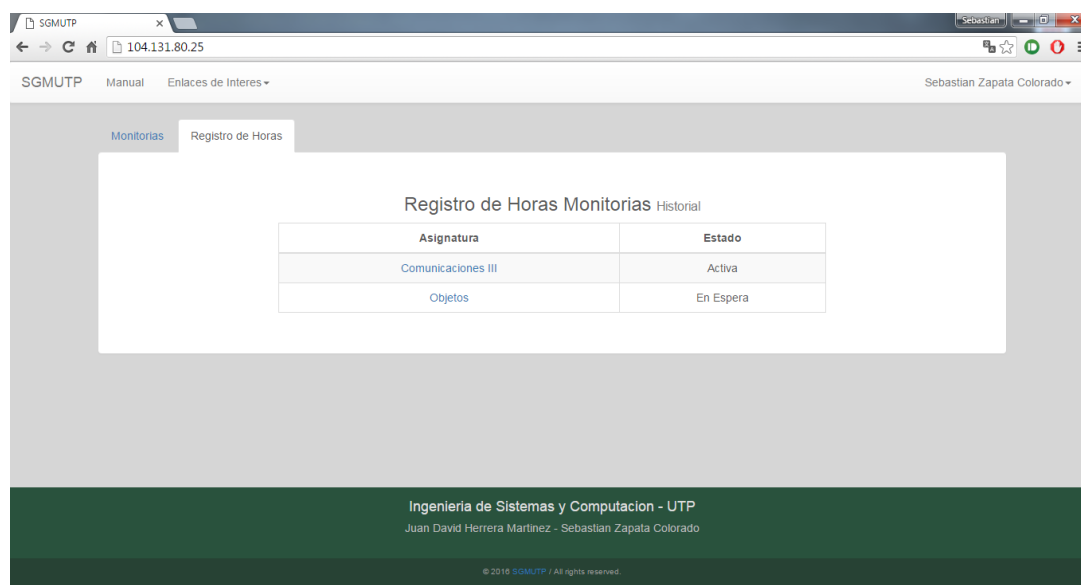 SGMUTP
Sebastian
104.131.80.25
SGMUTP Manual Enlaces de Interes Sebastian Zapata Colorado
Monitorias Registro de Horas
Registro de Horas Monitorias Historial
Asignatura Estado
Comunicaciones III Activa
Objetos En Espera
Ingenieria de Sistemas y Computacion - UTP
Juan David Herrera Martinez - Sebastian Zapata Colorado
© 2016 SGMUTP / All rights reserved.